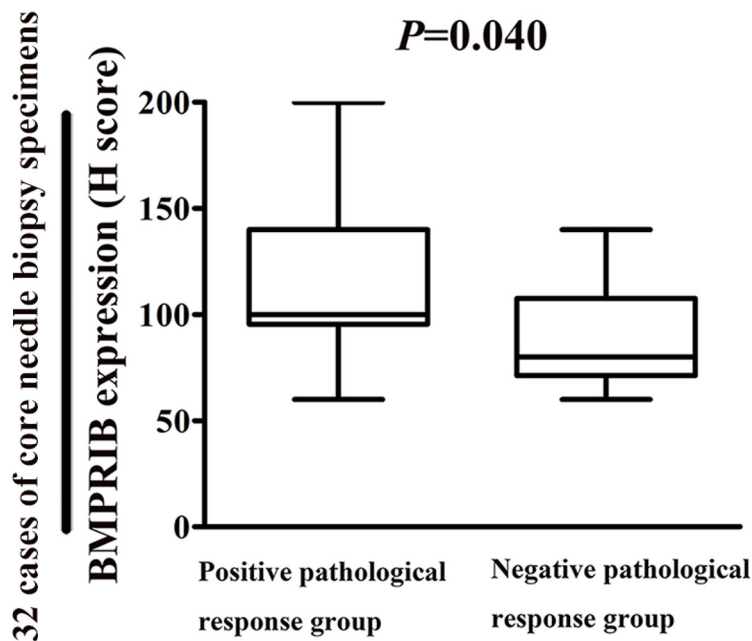 P=0.040
32 cases of core needle biopsy specimens
BMPRIB expression (H score)
200
150
100
50
0
Positive pathological
response group
Negative pathological
response group